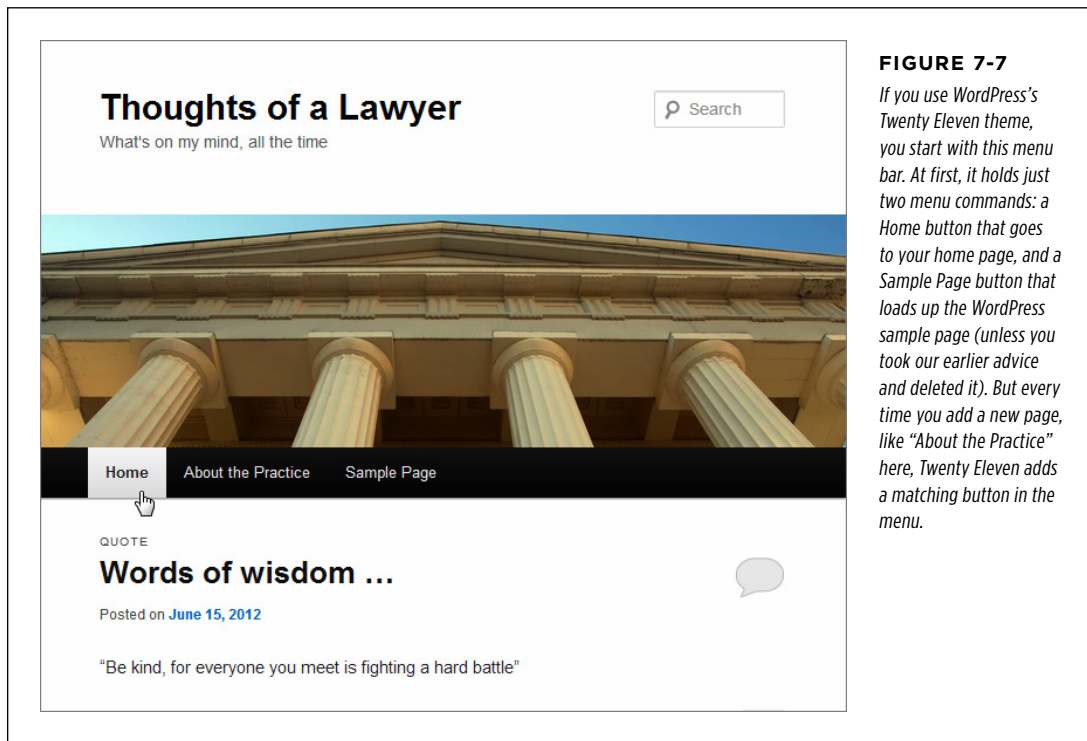 Thoughts of a Lawyer
What's on my mind, all the time
Search
Home
About the Practice
Sample Page
QUOTE
Words of wisdom …
Posted on June 15, 2012
“Be kind, for everyone you meet is fighting a hard battle”
FIGURE 7-7
If you use WordPress’s
Twenty Eleven theme,
you start with this menu
bar. At first, it holds just
two menu commands: a
Home button that goes
to your home page, and a
Sample Page button that
loads up the WordPress
sample page (unless you
took our earlier advice
and deleted it). But every
time you add a new page,
like “About the Practice”
here, Twenty Eleven adds
a matching button in the
menu.